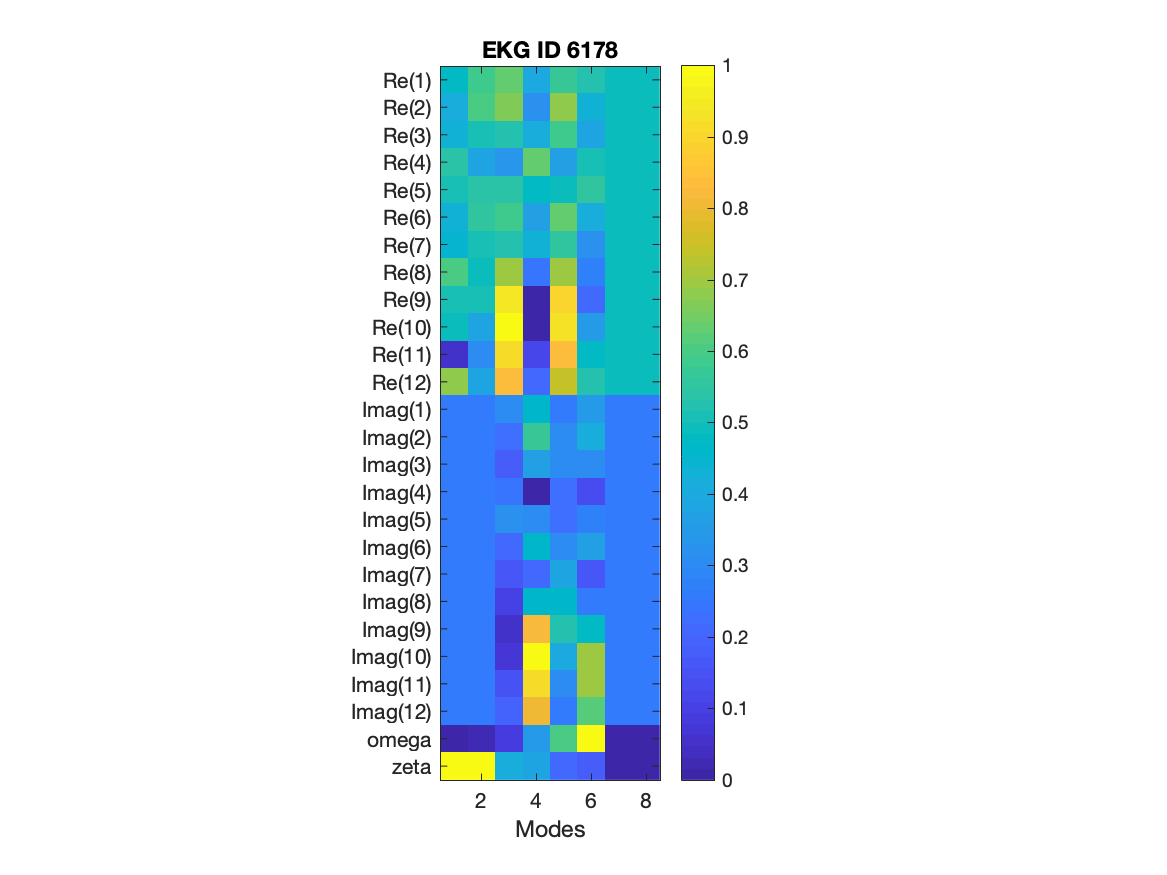 EKG ID 6178
Re(1)
Re(2)
Re(3)
Re(4)
Re(5)
Re(6)
Re(7)
Re(8)
Re(9)
Re(10)
Re(11)
Re(12)
Imag(1)
Imag(2)
Imag(3)
Imag(4)
Imag(5)
Imag(6)
Imag(7)
Imag(8)
Imag(9)
Imag(10)
Imag(11)
Imag(12)
omega
zeta
2 4 6 8
Modes
1
0.9
0.8
0.7
0.6
0.5
0.4
0.3
0.2
0.1
0